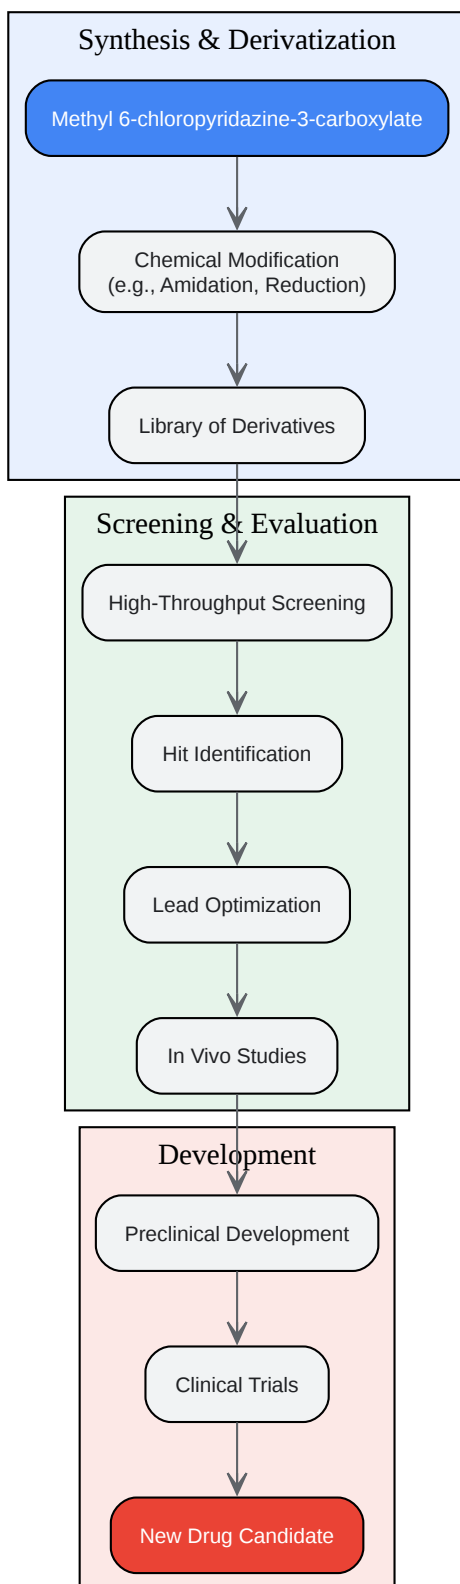 Synthesis & Derivatization
Methyl 6-chloropyridazine-3-carboxylate
Chemical Modification
(e.g., Amidation, Reduction)
Library of Derivatives
Screening & Evaluation
High-Throughput Screening
Hit Identification
Lead Optimization
In Vivo Studies
Development
Preclinical Development
Clinical Trials
New Drug Candidate